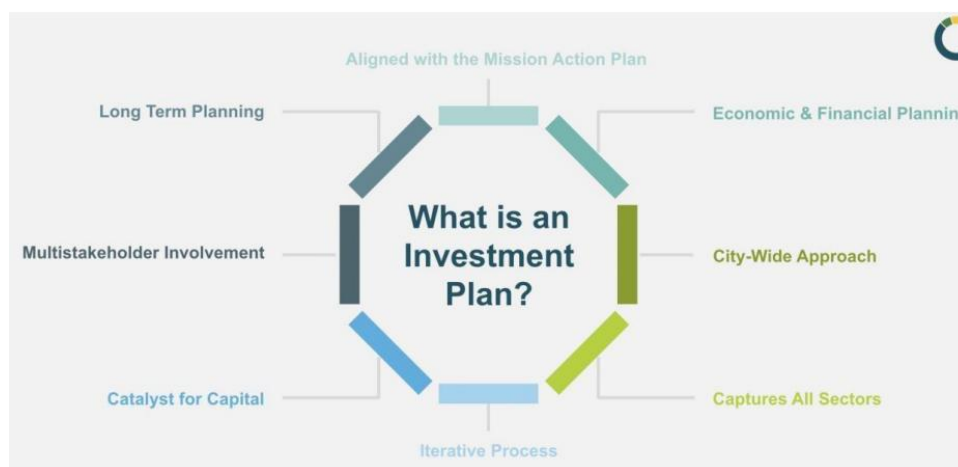 Aligned with the Mission Action Plan
Long Term Planning
Economic & Financial Plannin
What is an
Investment
Plan?
Multistakeholder Involvement
City-Wide Approach
Catalyst for Capital
Captures All Sectors
Iterative Process